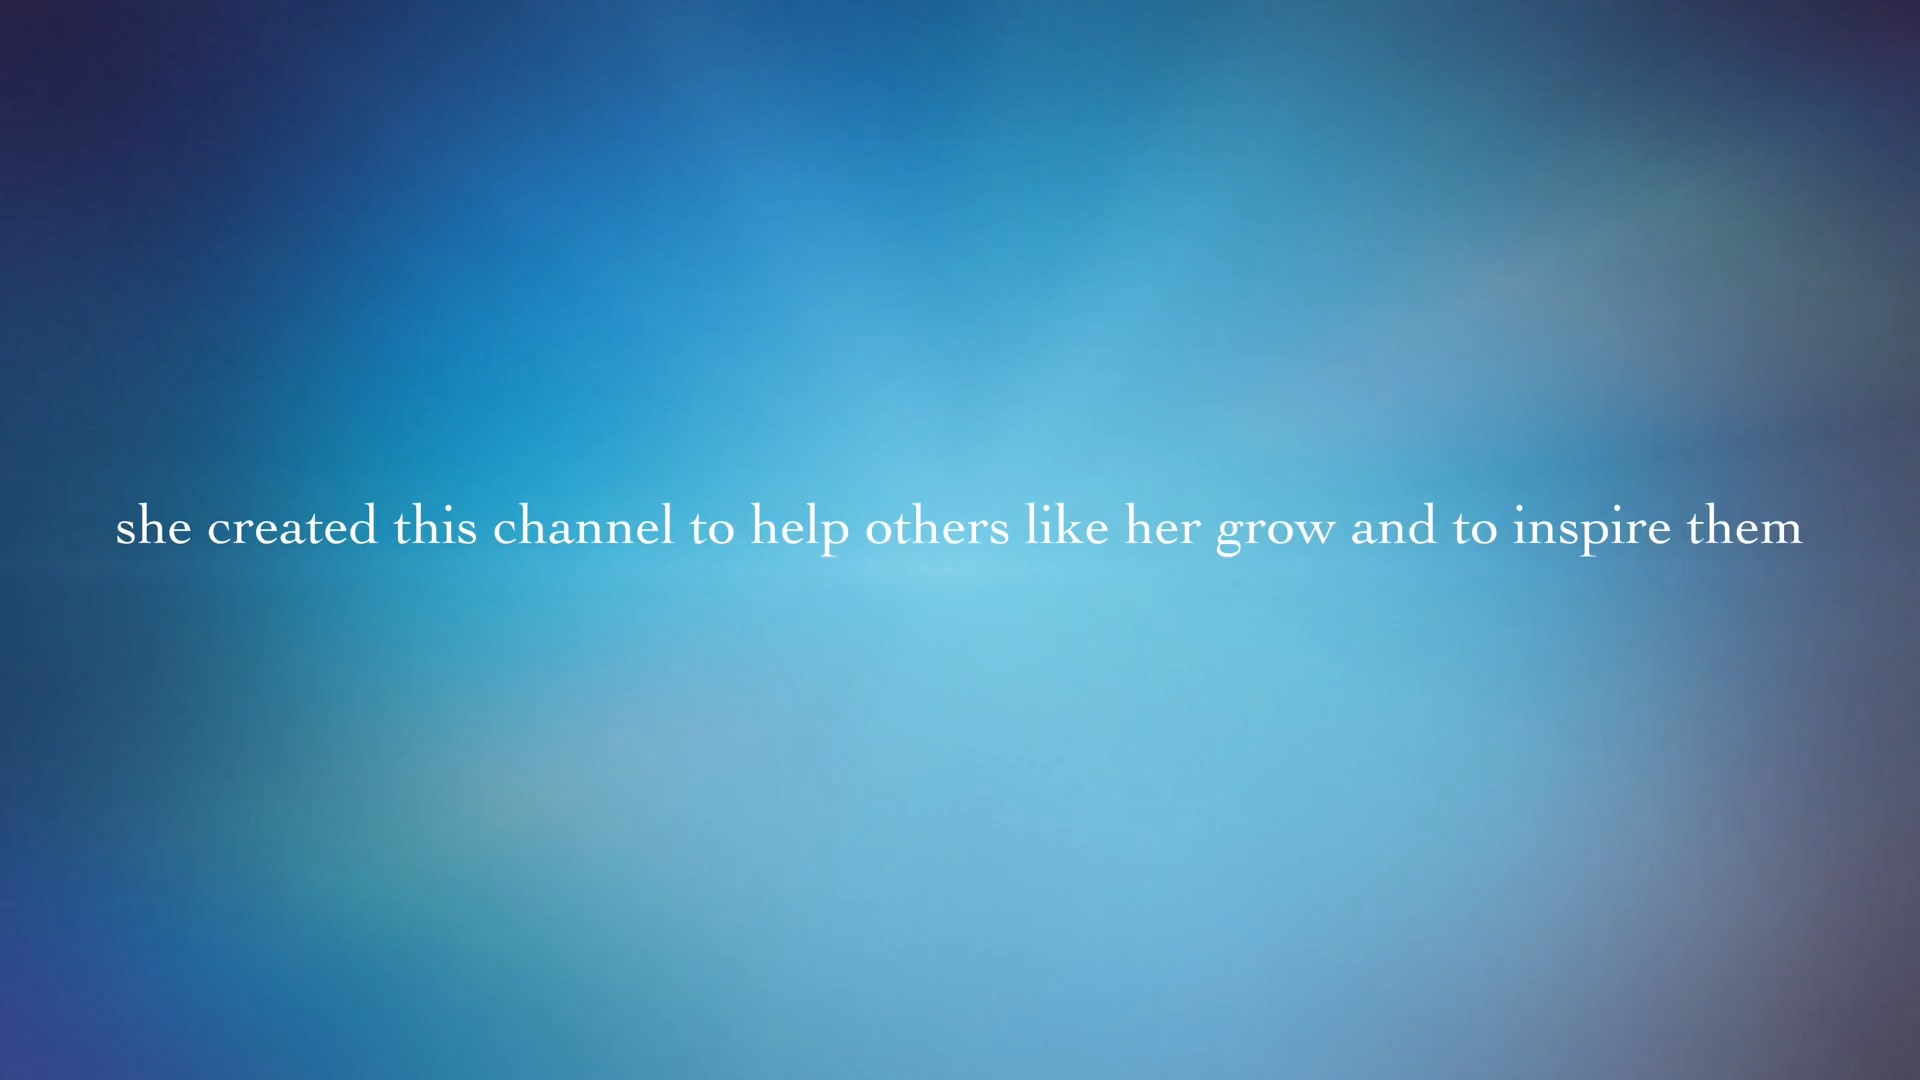 she created this channel to help others like her grow and to inspire them